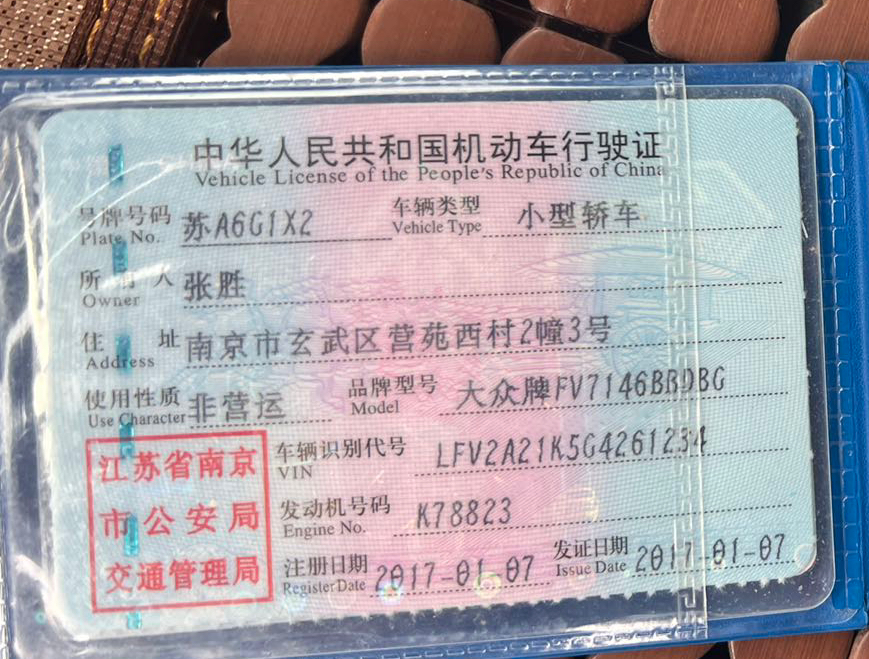 中华人民共和国机动车行驶证
Vehicle License of the People's Republic of China
号牌号码 苏A6G1X2 车辆类型 小型轿车
Plate No. Vehicle Type
所有人 张胜
Owner
住址 南京市玄武区营苑西村2幢3号
Address
使用性质 非营运 品牌型号 大众牌FV7146BBDBG
Use Character Model
车辆识别代号 LFV2A21K5G4261234
VIN
发动机号码 K78823
Engine No.
注册日期 2017-01-07 发证日期 2017-01-07
Register Date Issue Date
江苏省南京
市公安局
交通管理局